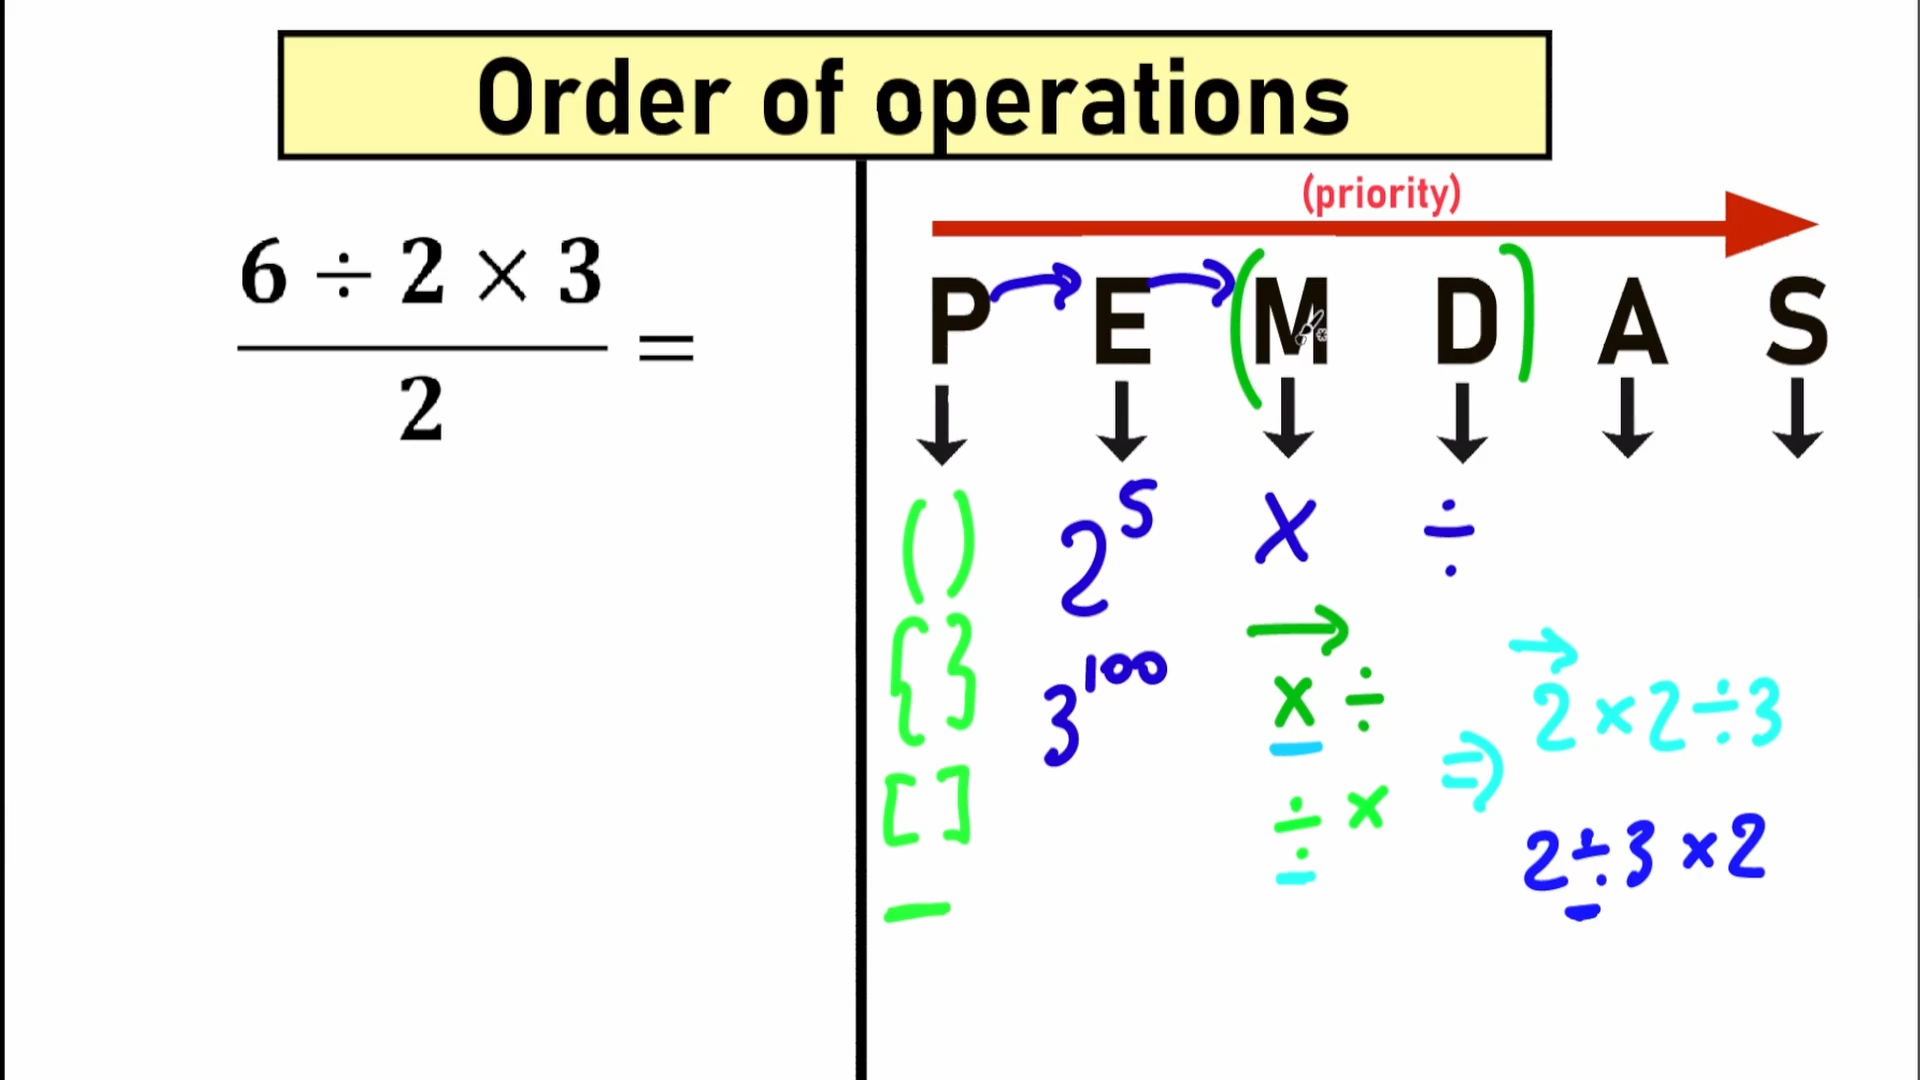 Order of operations
6 ÷ 2 × 3
2
=
(priority)
P E (M D) A S
( ) 2^5 × ÷
{ } 3^100 × ÷ 2 × 2 ÷ 3
[ ] ÷ × ⇒ 2 ÷ 3 × 2